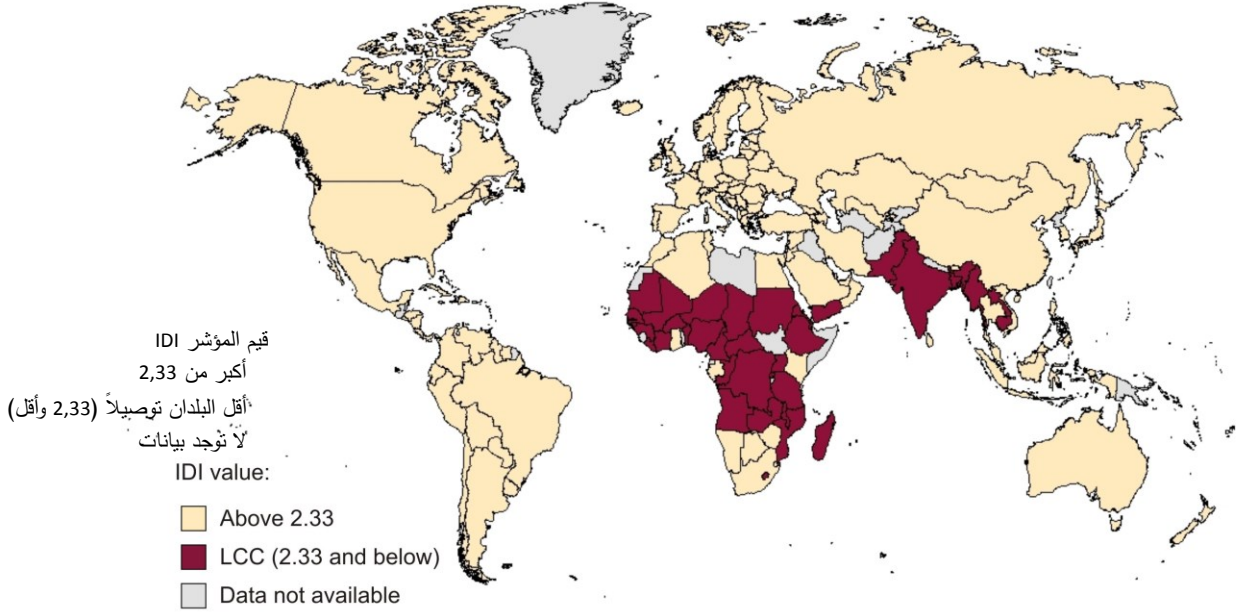 قيم المؤشر IDI
أكبر من 2,33
أقل البلدان توصيلاً (2,33 وأقل)
لا توجد بيانات
IDI value:
Above 2.33
LCC (2.33 and below)
Data not available